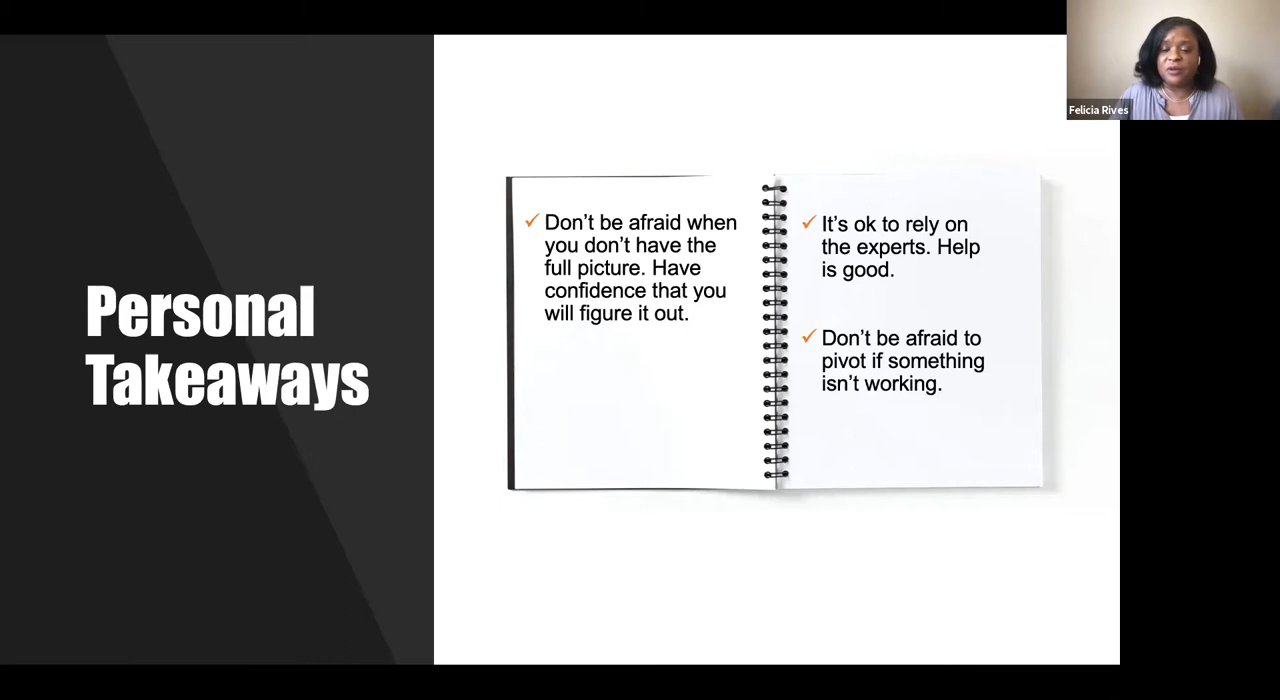 Personal
Takeaways
✓ Don't be afraid when
you don't have the
full picture. Have
confidence that you
will figure it out.
✓ It's ok to rely on
the experts. Help
is good.
✓ Don't be afraid to
pivot if something
isn't working.
Felicia Rives